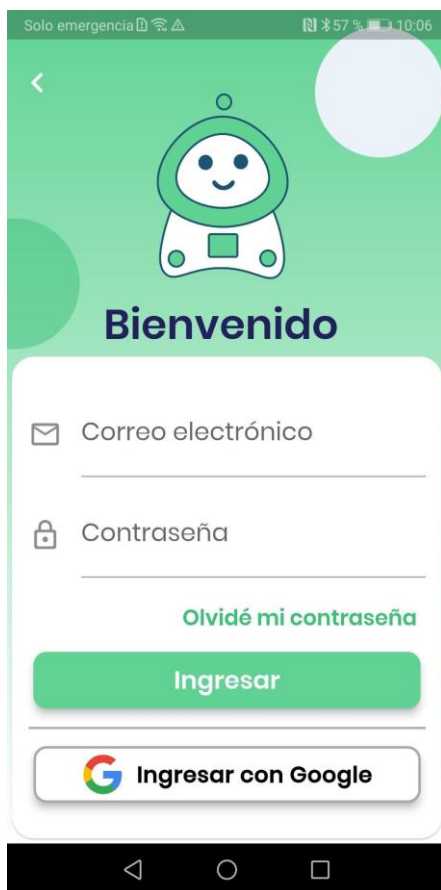 Solo emergencia
57 %
10:06
Bienvenido
Correo electrónico
Contraseña
Olvidé mi contraseña
Ingresar
Ingresar con Google